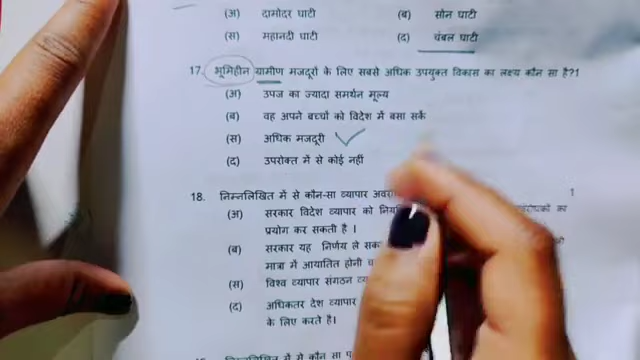 (अ) दामोदर घाटी (ब) सोन घाटी
(स) महानदी घाटी (द) चंबल घाटी
17. भूमिहीन ग्रामीण मजदूरों के लिए सबसे अधिक उपयुक्त विकास का लक्ष्य कौन सा है?1
(अ) उपज का ज्यादा समर्थन मूल्य
(ब) वह अपने बच्चों को विदेश में बसा सकें
(स) अधिक मजदूरी
(द) उपरोक्त में से कोई नहीं
18. निम्नलिखित में से कौन-सा व्यापार 1
(अ) सरकार विदेश व्यापार को का
प्रयोग कर सकती है ।
(ब) सरकार यह निर्णय ले
मात्रा में आयातित होनी
(स) विश्व व्यापार संगठन
(द) अधिकतर देश व्यापार
के लिए करते है।
निम्नलिखित में से कौन सा